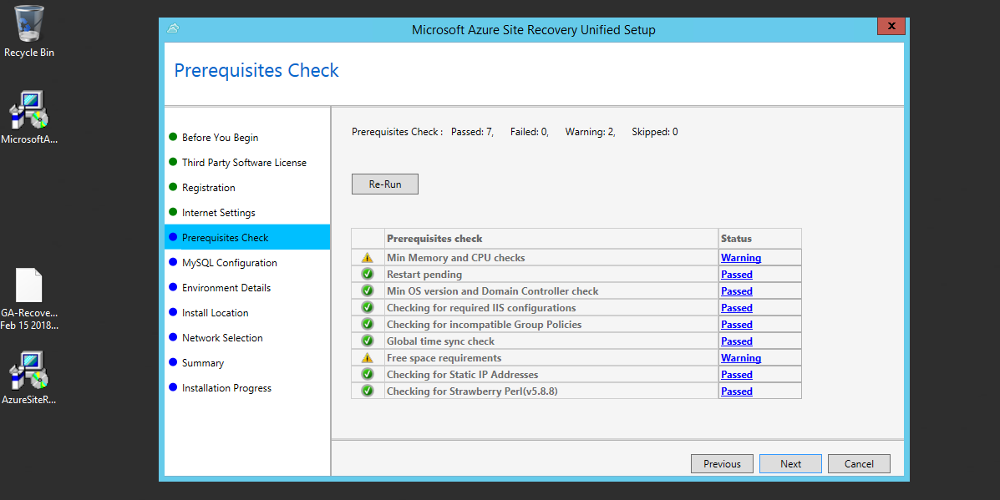 Recycle Bin
MicrosoftA...
GA-Recove...
Feb 15 2018...
AzureSiteR...
Microsoft Azure Site Recovery Unified Setup
x
Prerequisites Check
Before You Begin
Third Party Software License
Registration
Internet Settings
Prerequisites Check
MySQL Configuration
Environment Details
Install Location
Network Selection
Summary
Installation Progress
Prerequisites Check : Passed: 7, Failed: 0, Warning: 2, Skipped: 0
Re-Run
Prerequisites check Status
Min Memory and CPU checks Warning
Restart pending Passed
Min OS version and Domain Controller check Passed
Checking for required IIS configurations Passed
Checking for incompatible Group Policies Passed
Global time sync check Passed
Free space requirements Warning
Checking for Static IP Addresses Passed
Checking for Strawberry Perl(v5.8.8) Passed
Previous Next Cancel